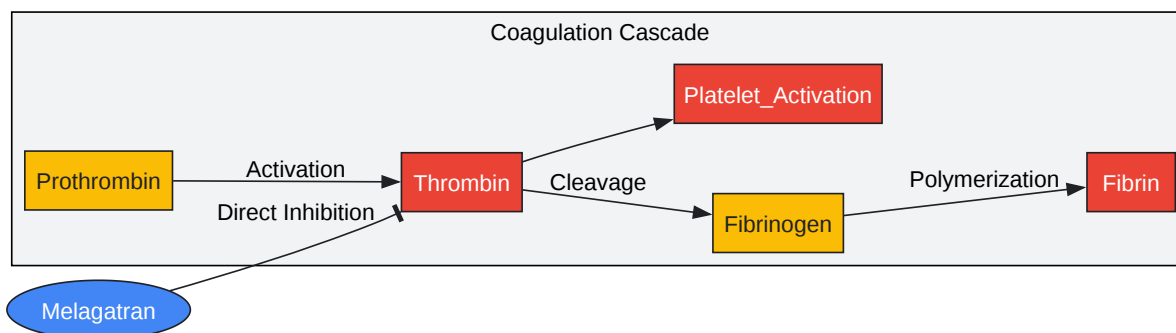 Coagulation Cascade
Platelet_Activation
Prothrombin
Activation
Thrombin
Cleavage
Polymerization
Fibrin
Direct Inhibition
Fibrinogen
Melagatran